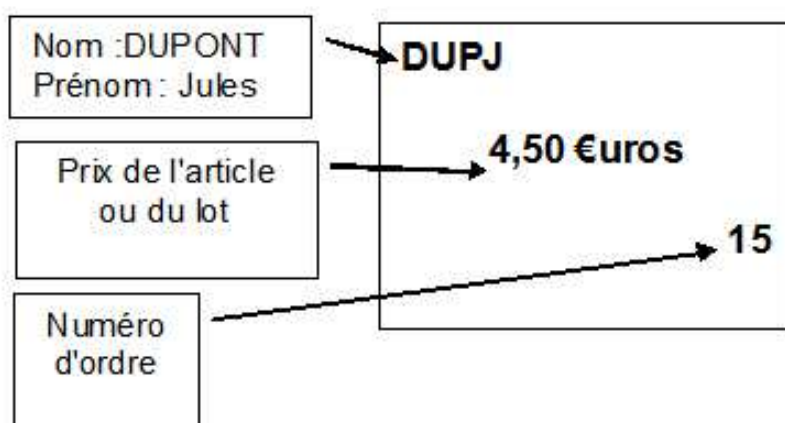 Nom :DUPONT
Prénom : Jules
DUPJ
Prix de l'article
ou du lot
4,50 €uros
Numéro
d'ordre
15